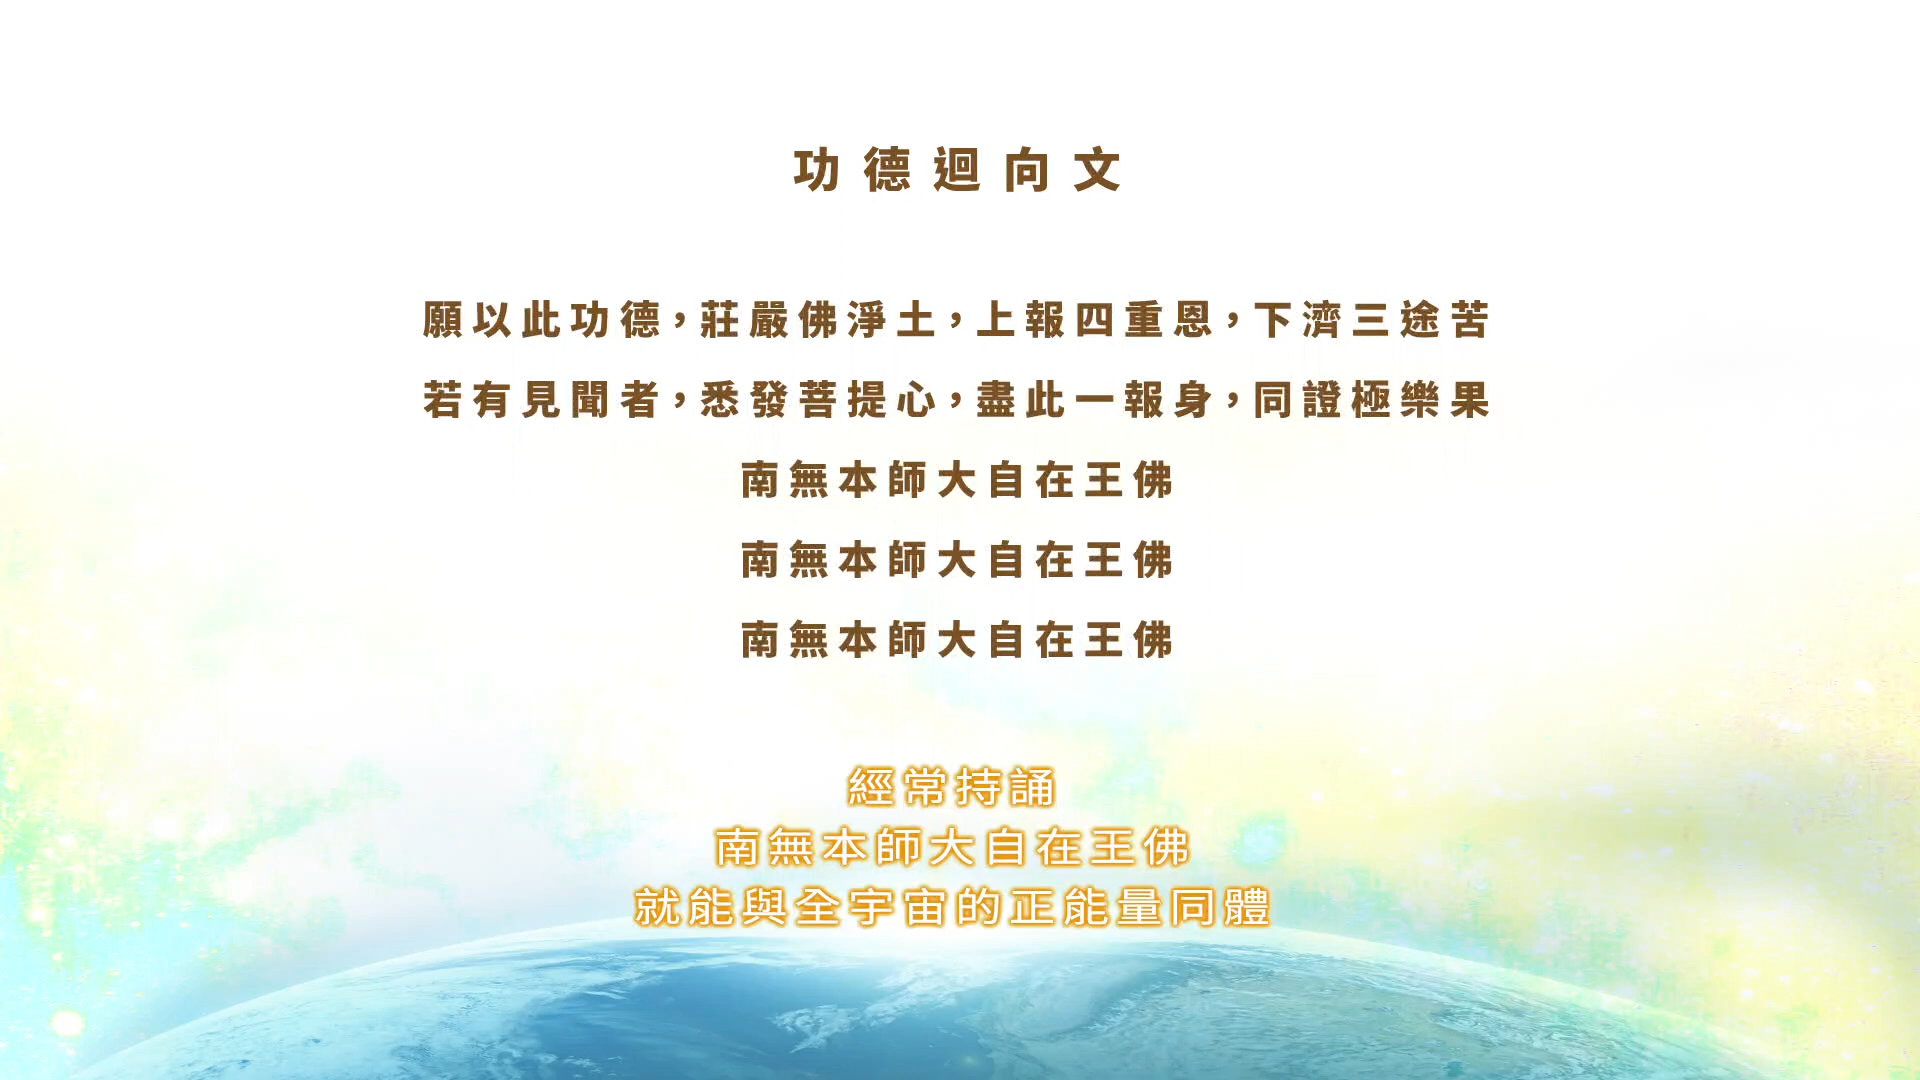 功德迴向文
願以此功德，莊嚴佛淨土，上報四重恩，下濟三途苦
若有見聞者，悉發菩提心，盡此一報身，同證極樂果
南無本師大自在王佛
南無本師大自在王佛
南無本師大自在王佛
經常持誦
南無本師大自在王佛
就能與全宇宙的正能量同體